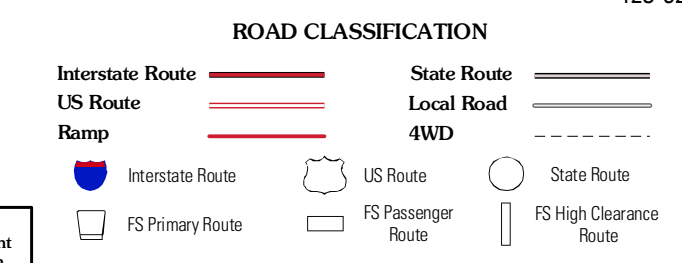 ROAD CLASSIFICATION
Interstate Route State Route
US Route Local Road
Ramp 4WD
Interstate Route US Route State Route
FS Primary Route FS Passenger Route FS High Clearance Route